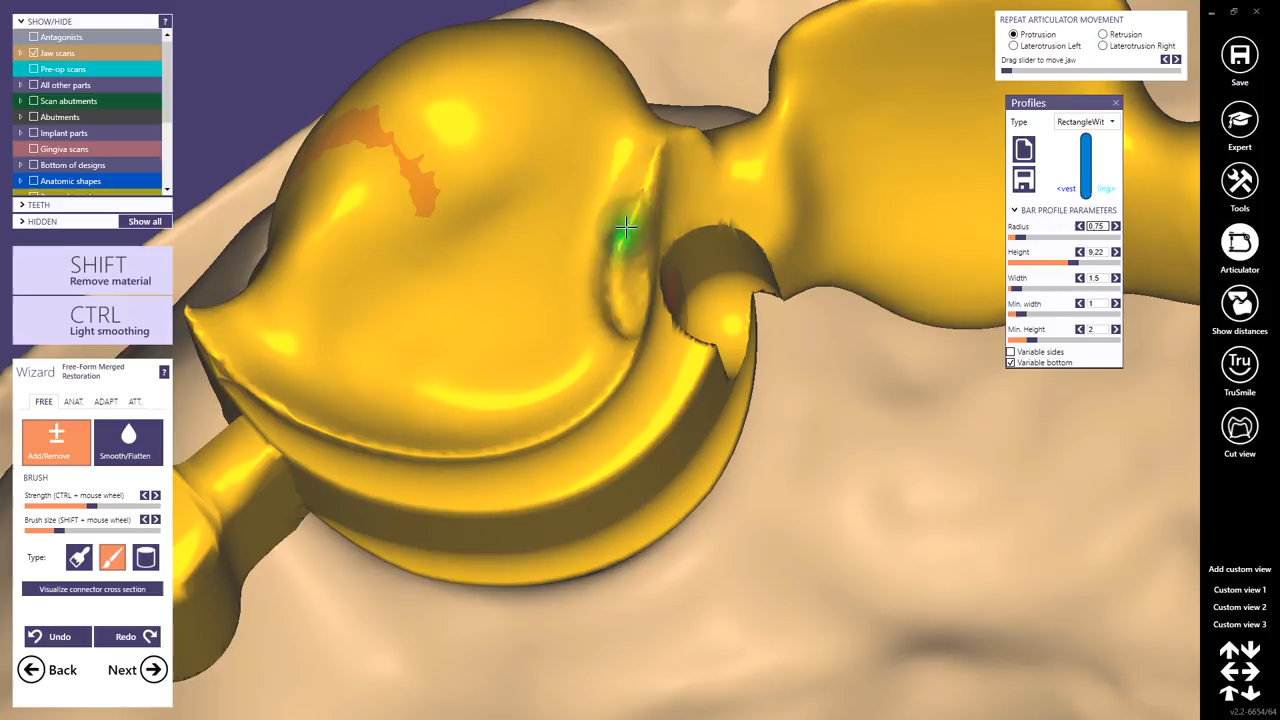 SHOW/HIDE ?
Antagonists
Jaw scans
Pre-op scans
All other parts
Scan abutments
Abutments
Implant parts
Gingiva scans
Bottom of designs
Anatomic shapes
TEETH
HIDDEN Show all
SHIFT
Remove material
CTRL
Light smoothing
Wizard Free-Form Merged Restoration ?
FREE ANAT. ADAPT ATT.
Add/Remove Smooth/Flatten
BRUSH
Strength (CTRL + mouse wheel)
Brush size (SHIFT + mouse wheel)
Type:
Visualize connector cross section
Undo Redo
Back Next
REPEAT ARTICULATOR MOVEMENT
Protrusion Retrusion
Laterotrusion Left Laterotrusion Right
Drag slider to move jaw
Profiles
Type RectangleWit
<vest ling>
BAR PROFILE PARAMETERS
Radius 0,75
Height 9,22
Width 1,5
Min. width 1
Min. Height 2
Variable sides
Variable bottom
Save
Expert
Tools
Articulator
Show distances
Tru
TruSmile
Cut view
Add custom view
Custom view 1
Custom view 2
Custom view 3
v2.2-6654/64